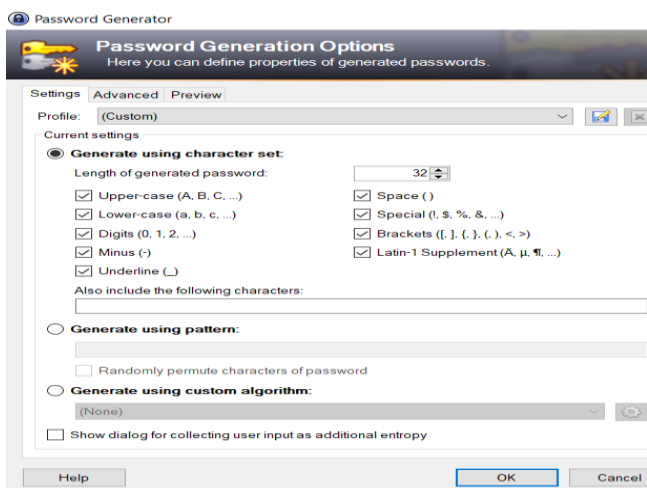 Password Generator
Password Generation Options
Here you can define properties of generated passwords.
Settings Advanced Preview
Profile: (Custom)
Current settings
Generate using character set:
Length of generated password: 32
Upper-case (A, B, C, ...) Space ( )
Lower-case (a, b, c, ...) Special (!, $, %, &, ...)
Digits (0, 1, 2, ...) Brackets ([, ], {, }, (, ), <, >)
Minus (-) Latin-1 Supplement (Ä, µ, ¶, ...)
Underline (_)
Also include the following characters:
Generate using pattern:
Randomly permute characters of password
Generate using custom algorithm:
(None)
Show dialog for collecting user input as additional entropy
Help OK Cancel